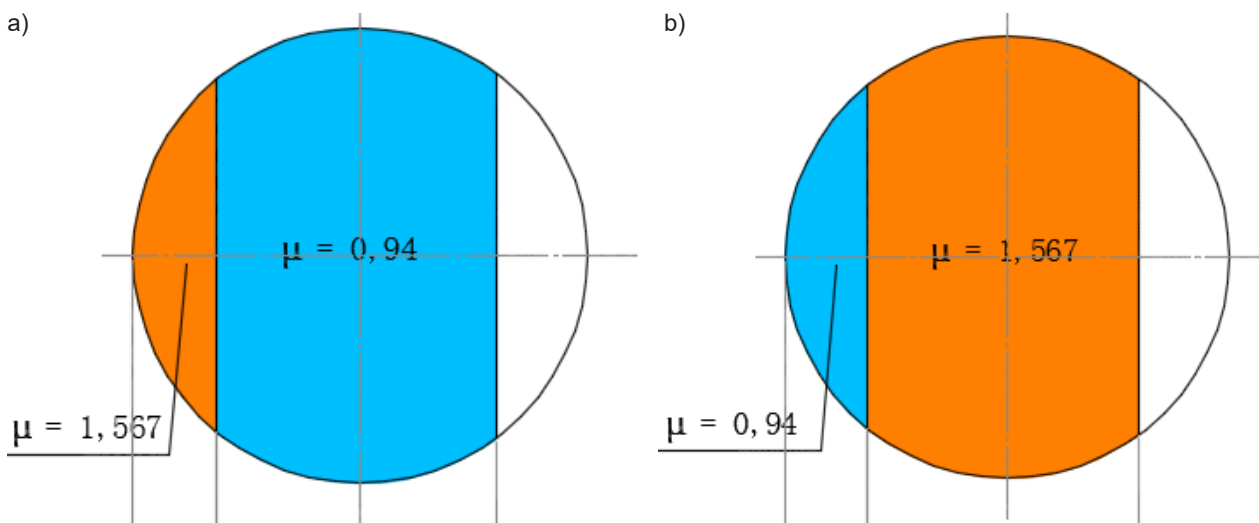 a)
μ = 0,94
μ = 1,567
b)
μ = 1,567
μ = 0,94